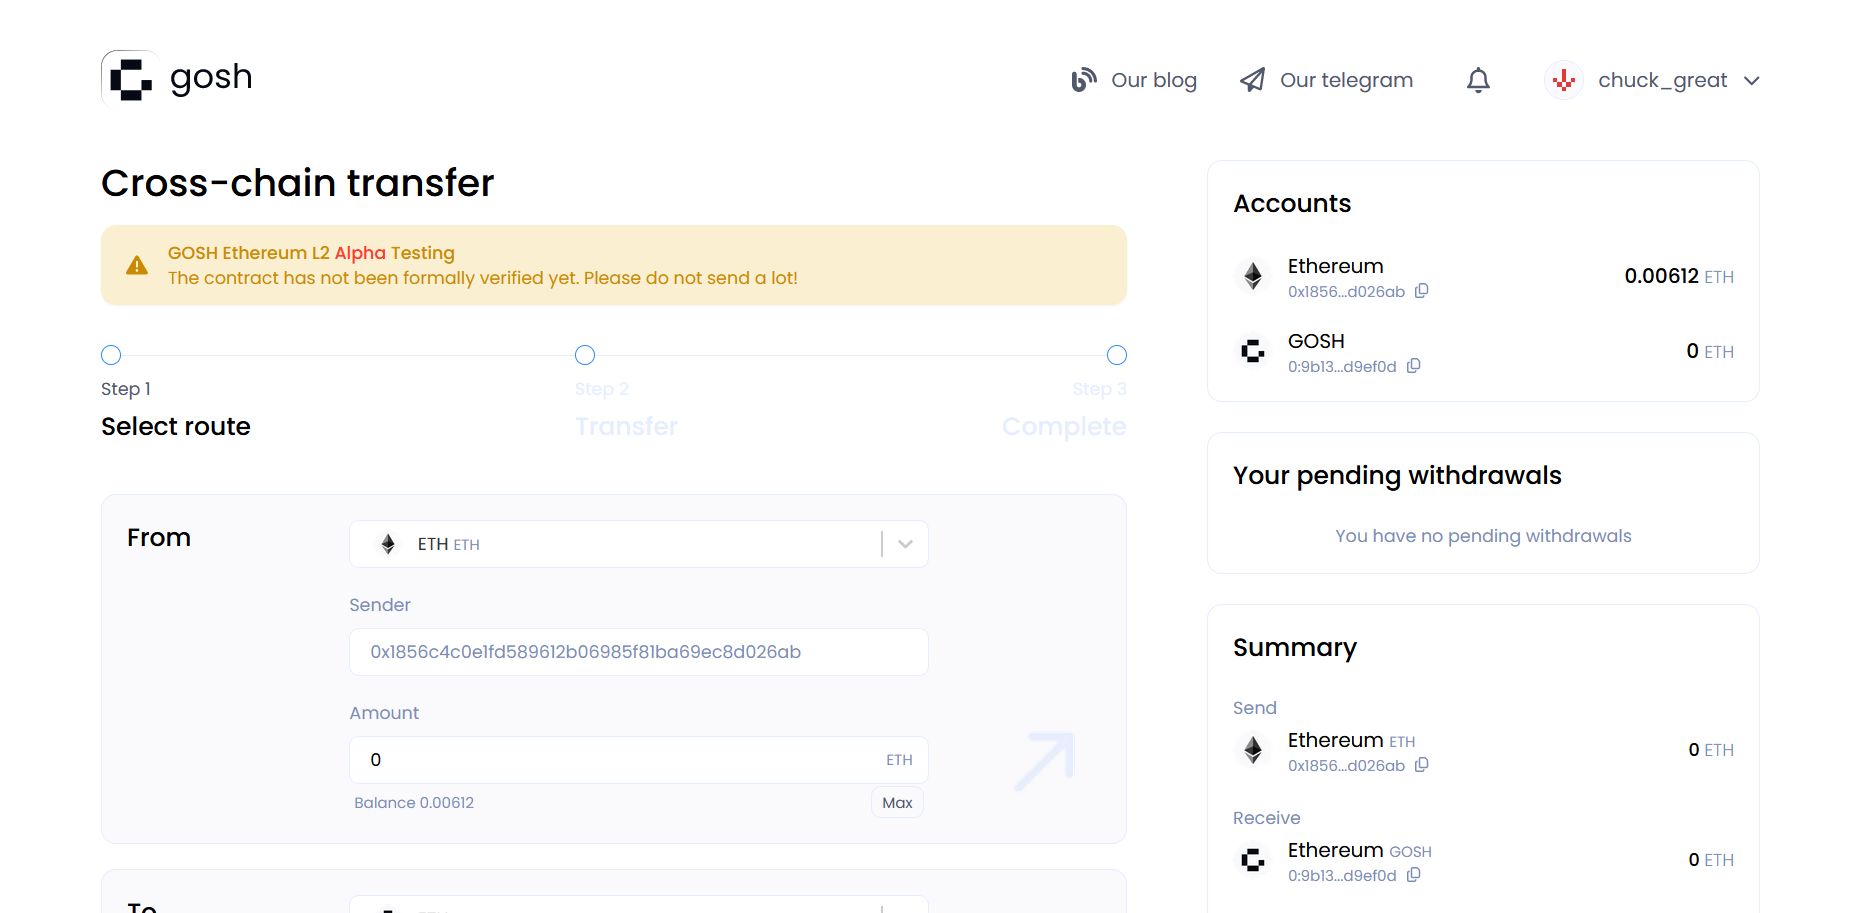 gosh
Our blog
Our telegram
chuck_great
Cross-chain transfer
GOSH Ethereum L2 Alpha Testing
The contract has not been formally verified yet. Please do not send a lot!
Step 1
Step 2
Step 3
Select route
Transfer
Complete
From
ETH ETH
Sender
0x1856c4c0e1fd589612b06985f81ba69ec8d026ab
Amount
0 ETH
Balance 0.00612
Max
To
Accounts
Ethereum
0x1856...d026ab
0.00612 ETH
GOSH
0:9b13...d9ef0d
0 ETH
Your pending withdrawals
You have no pending withdrawals
Summary
Send
Ethereum ETH
0x1856...d026ab
0 ETH
Receive
Ethereum GOSH
0:9b13...d9ef0d
0 ETH